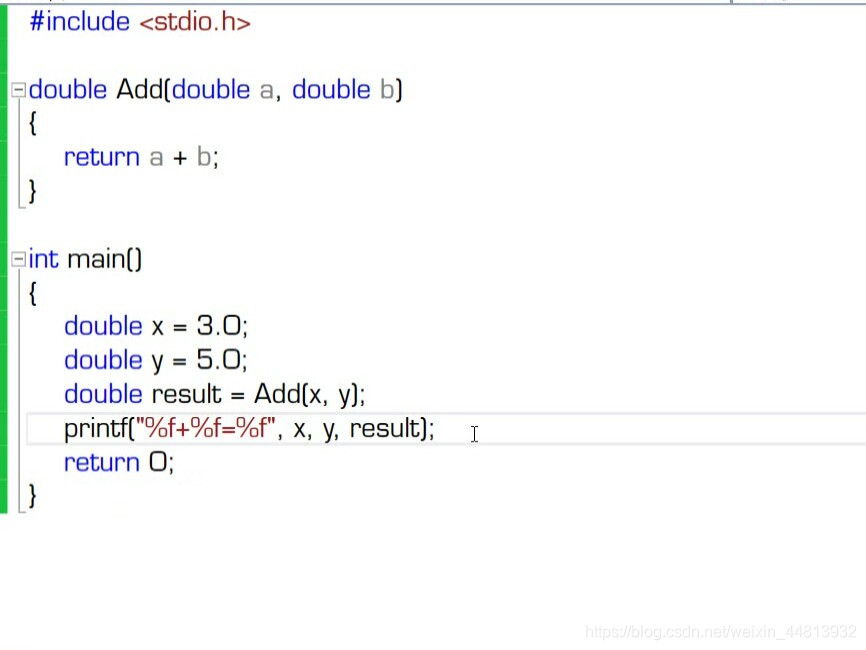 #include <stdio.h>
double Add(double a, double b)
{
return a + b;
}
int main()
{
double x = 3.0;
double y = 5.0;
double result = Add(x, y);
printf("%f+%f=%f", x, y, result);
return 0;
}
https://blog.csdn.net/weixin_44813932